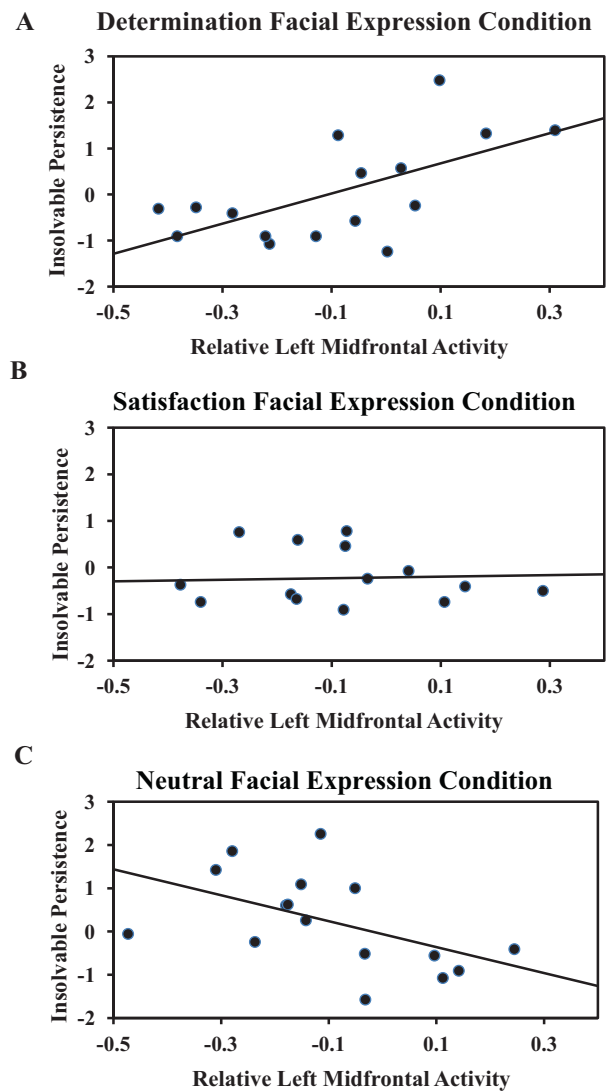 A Determination Facial Expression Condition
Insolvable Persistence
3
2
1
0
-1
-2
-0.5 -0.3 -0.1 0.1 0.3
Relative Left Midfrontal Activity
B
Satisfaction Facial Expression Condition
Insolvable Persistence
3
2
1
0
-1
-2
-0.5 -0.3 -0.1 0.1 0.3
Relative Left Midfrontal Activity
C
Neutral Facial Expression Condition
Insolvable Persistence
3
2
1
0
-1
-2
-0.5 -0.3 -0.1 0.1 0.3
Relative Left Midfrontal Activity